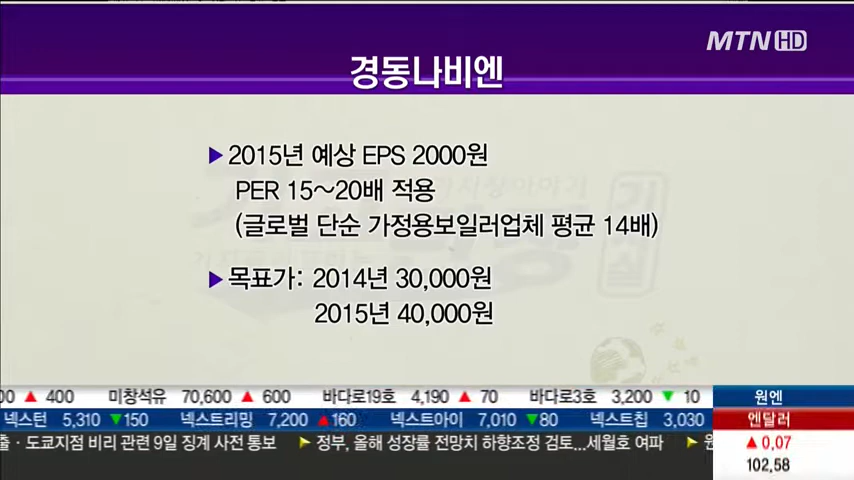 MTN HD
경동나비엔
▶2015년 예상 EPS 2000원
PER 15~20배 적용
(글로벌 단순 가정용보일러업체 평균 14배)
▶목표가: 2014년 30,000원
2015년 40,000원
00 ▲ 400 미창석유 70,600 ▲ 600 바다로19호 4,190 ▲ 70 바다로3호 3,200 ▼ 10
넥스턴 5,310 ▼150 넥스트리밍 7,200 ▲160 넥스트아이 7,010 ▼80 넥스트칩 3,030
출·도쿄지점 비리 관련 9일 징계 사전 통보 ▶ 정부, 올해 성장률 전망치 하향조정 검토...세월호 여파 ▶
원엔
엔달러
▲0,07
102,58